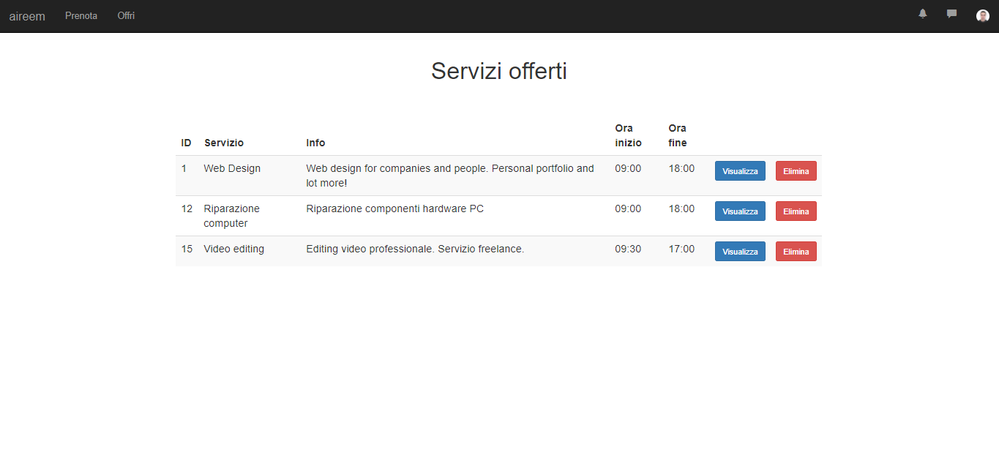 aireem Prenota Offri
Servizi offerti
ID Servizio Info Ora inizio Ora fine
1 Web Design Web design for companies and people. Personal portfolio and 09:00 18:00 Visualizza Elimina
lot more!
12 Riparazione Riparazione componenti hardware PC 09:00 18:00 Visualizza Elimina
computer
15 Video editing Editing video professionale. Servizio freelance. 09:30 17:00 Visualizza Elimina